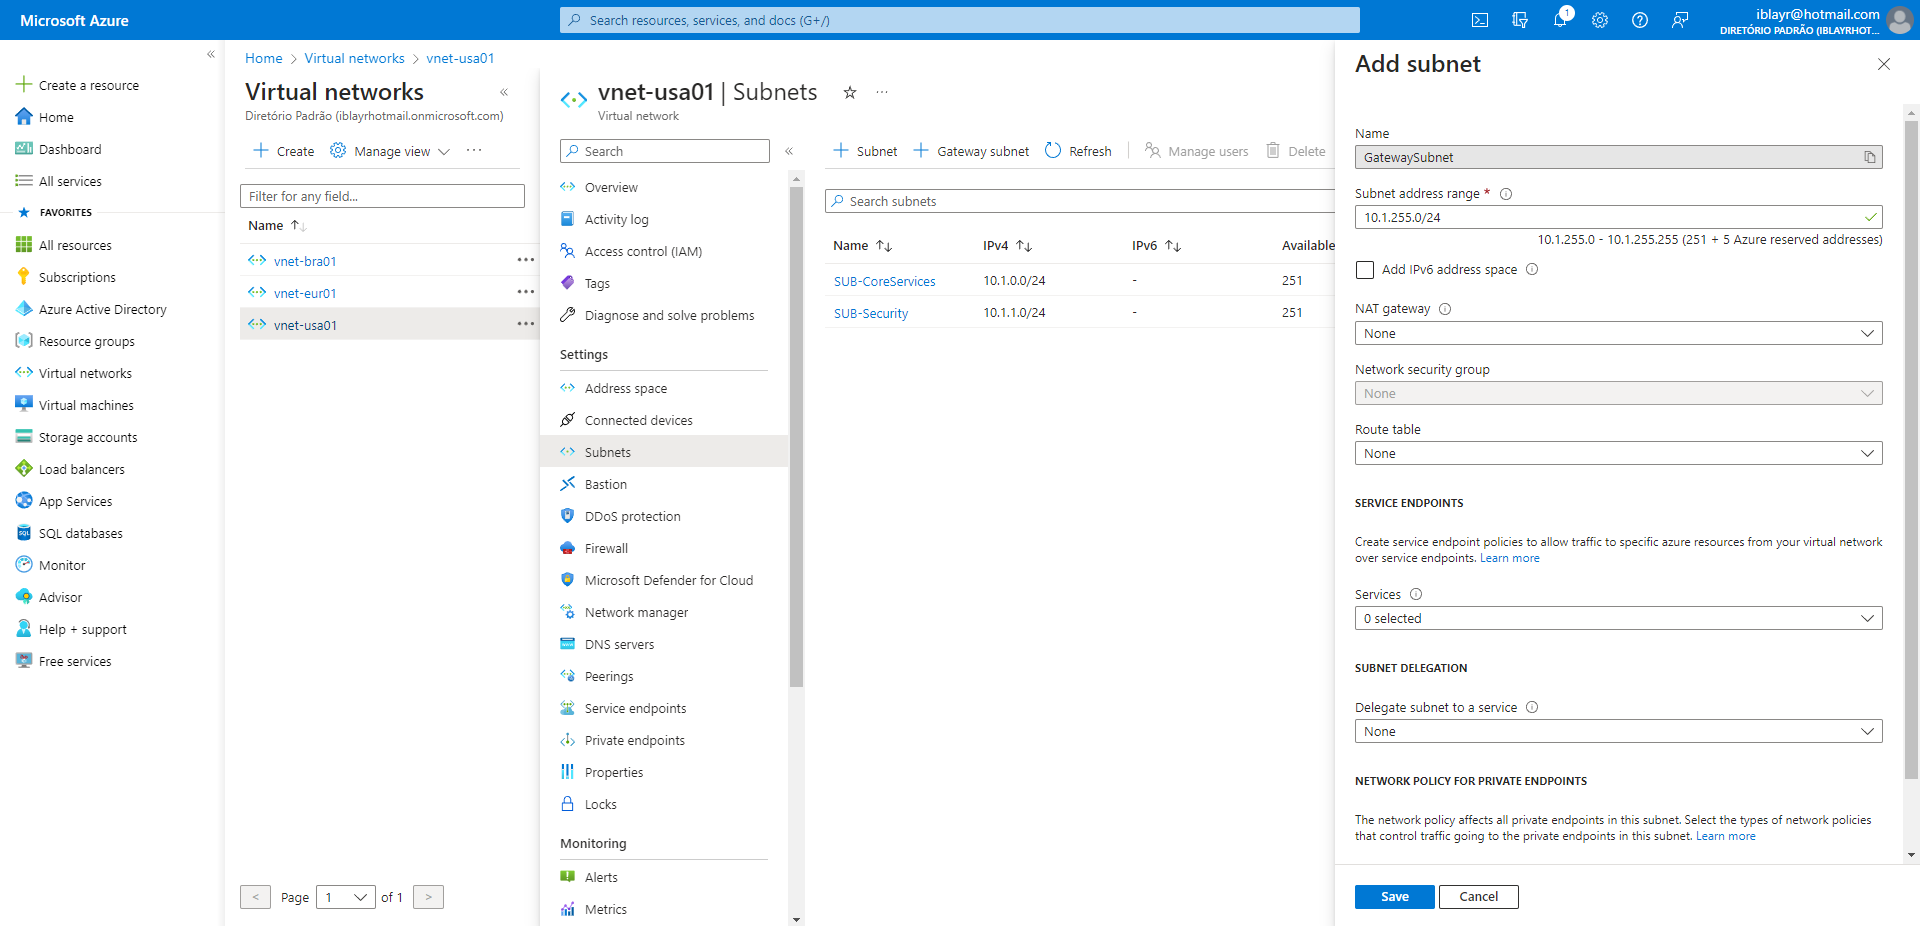 Microsoft Azure
Search resources, services, and docs (G+/)
1
iblayr@hotmail.com
DIRETÓRIO PADRÃO (IBLAYRHOT...
«
Create a resource
Home
Dashboard
All services
FAVORITES
All resources
Subscriptions
Azure Active Directory
Resource groups
Virtual networks
Virtual machines
Storage accounts
Load balancers
App Services
SQL databases
Monitor
Advisor
Help + support
Free services
Home > Virtual networks > vnet-usa01
Virtual networks
«
Diretório Padrão (iblayrhotmail.onmicrosoft.com)
Create
Manage view
...
Filter for any field...
Name
vnet-bra01
vnet-eur01
vnet-usa01
< Page 1 of 1 >
vnet-usa01 | Subnets
...
Virtual network
Search
«
Overview
Activity log
Access control (IAM)
Tags
Diagnose and solve problems
Settings
Address space
Connected devices
Subnets
Bastion
DDoS protection
Firewall
Microsoft Defender for Cloud
Network manager
DNS servers
Peerings
Service endpoints
Private endpoints
Properties
Locks
Monitoring
Alerts
Metrics
Subnet
Gateway subnet
Refresh
Manage users
Delete
Search subnets
Name IPv4 IPv6 Available
SUB-CoreServices 10.1.0.0/24 - 251
SUB-Security 10.1.1.0/24 - 251
Add subnet
Name
GatewaySubnet
Subnet address range *
10.1.255.0/24
10.1.255.0 - 10.1.255.255 (251 + 5 Azure reserved addresses)
Add IPv6 address space
NAT gateway
None
Network security group
None
Route table
None
SERVICE ENDPOINTS
Create service endpoint policies to allow traffic to specific azure resources from your virtual network
over service endpoints. Learn more
Services
0 selected
SUBNET DELEGATION
Delegate subnet to a service
None
NETWORK POLICY FOR PRIVATE ENDPOINTS
The network policy affects all private endpoints in this subnet. Select the types of network policies
that control traffic going to the private endpoints in this subnet. Learn more
Save
Cancel